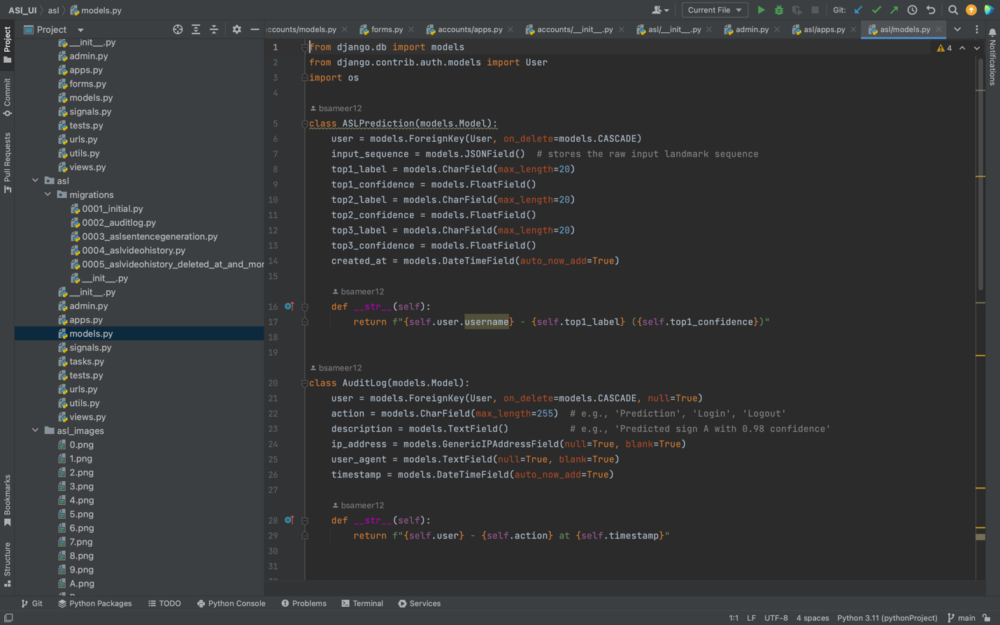 ASI_UI asl models.py
Current File
Git:
Project
ccounts/models.py
forms.py
accounts/apps.py
accounts/__init__.py
asl/__init__.py
admin.py
asl/apps.py
asl/models.py
Project
Commit
Pull Requests
Bookmarks
Structure
Notifications
__init__.py
admin.py
apps.py
forms.py
models.py
signals.py
tests.py
urls.py
utils.py
views.py
asl
migrations
0001_initial.py
0002_auditlog.py
0003_aslsentencegeneration.py
0004_aslvideohistory.py
0005_aslvideohistory_deleted_at_and_mor
__init__.py
__init__.py
admin.py
apps.py
models.py
signals.py
tasks.py
tests.py
urls.py
utils.py
views.py
asl_images
0.png
1.png
2.png
3.png
4.png
5.png
6.png
7.png
8.png
9.png
A.png
4
1 from django.db import models
2 from django.contrib.auth.models import User
3 import os
4
bsameer12
5 class ASLPrediction(models.Model):
6 user = models.ForeignKey(User, on_delete=models.CASCADE)
7 input_sequence = models.JSONField()  # stores the raw input landmark sequence
8 top1_label = models.CharField(max_length=20)
9 top1_confidence = models.FloatField()
10 top2_label = models.CharField(max_length=20)
11 top2_confidence = models.FloatField()
12 top3_label = models.CharField(max_length=20)
13 top3_confidence = models.FloatField()
14 created_at = models.DateTimeField(auto_now_add=True)
15
bsameer12
16 def __str__(self):
17 return f"{self.user.username} - {self.top1_label} ({self.top1_confidence})"
18
19
bsameer12
20 class AuditLog(models.Model):
21 user = models.ForeignKey(User, on_delete=models.CASCADE, null=True)
22 action = models.CharField(max_length=255)  # e.g., 'Prediction', 'Login', 'Logout'
23 description = models.TextField()           # e.g., 'Predicted sign A with 0.98 confidence'
24 ip_address = models.GenericIPAddressField(null=True, blank=True)
25 user_agent = models.TextField(null=True, blank=True)
26 timestamp = models.DateTimeField(auto_now_add=True)
27
bsameer12
28 def __str__(self):
29 return f"{self.user} - {self.action} at {self.timestamp}"
30
31
Git
Python Packages
TODO
Python Console
Problems
Terminal
Services
1:1 LF UTF-8 4 spaces Python 3.11 (pythonProject) main